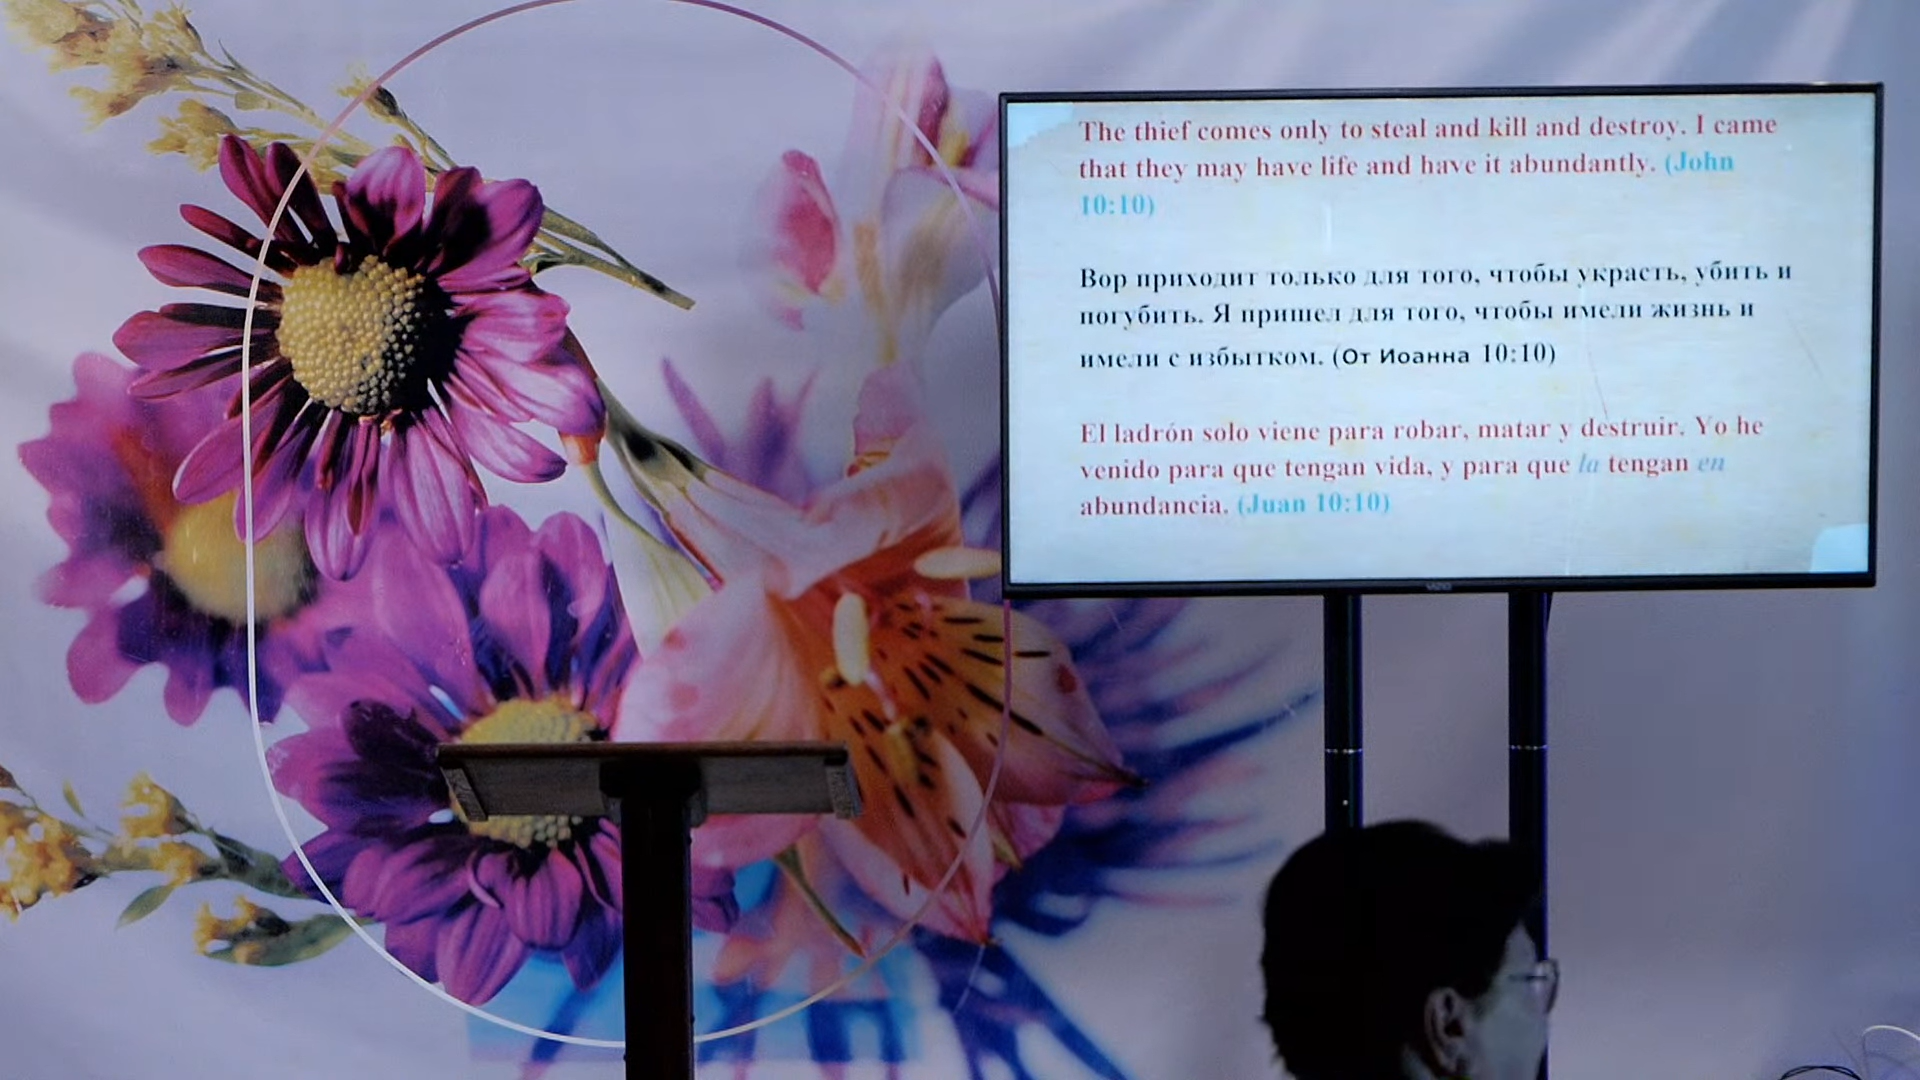 The thief comes only to steal and kill and destroy. I came
that they may have life and have it abundantly. (John
10:10)
Вор приходит только для того, чтобы украсть, убить и
погубить. Я пришел для того, чтобы имели жизнь и
имели с избытком. (От Иоанна 10:10)
El ladrón solo viene para robar, matar y destruir. Yo he
venido para que tengan vida, y para que la tengan en
abundancia. (Juan 10:10)
VIZIO